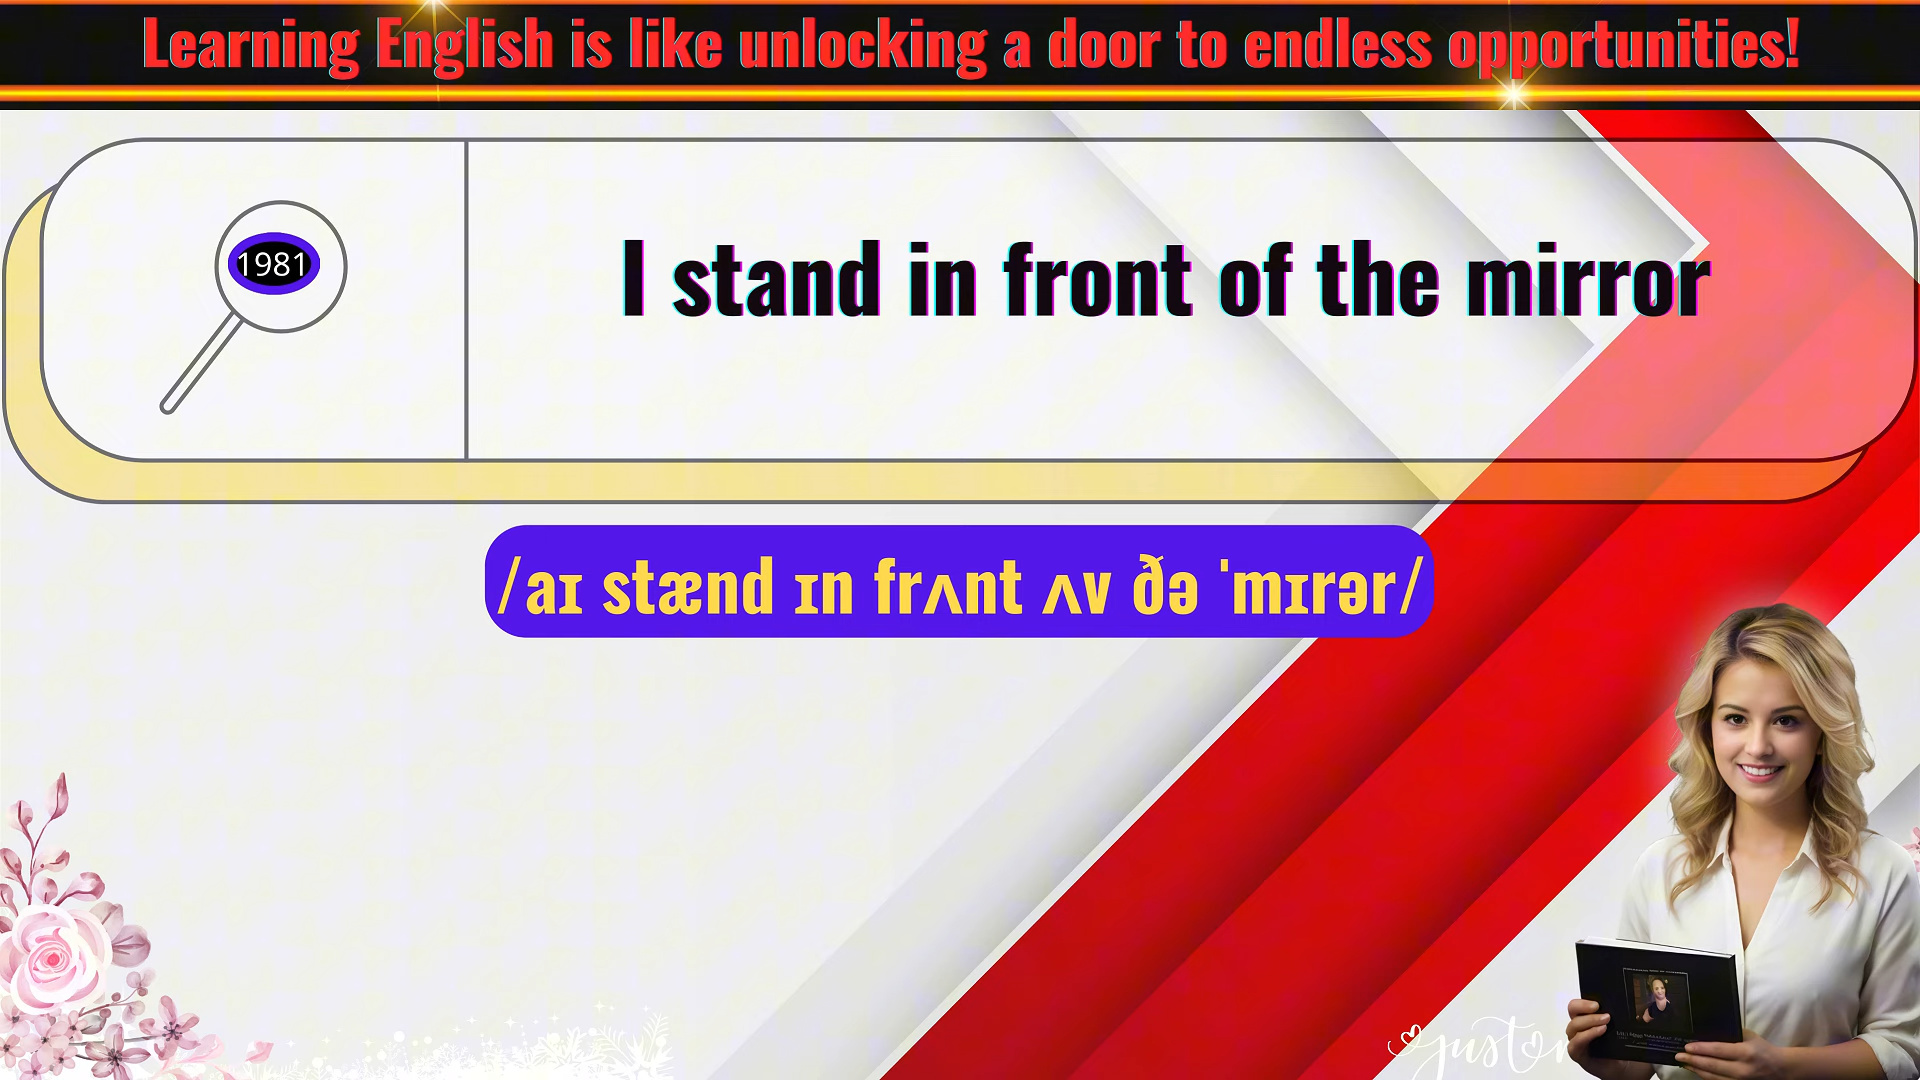 Learning English is like unlocking a door to endless opportunities!
1981
I stand in front of the mirror
/aɪ stænd ɪn frʌnt ʌv ðə ˈmɪrər/
just